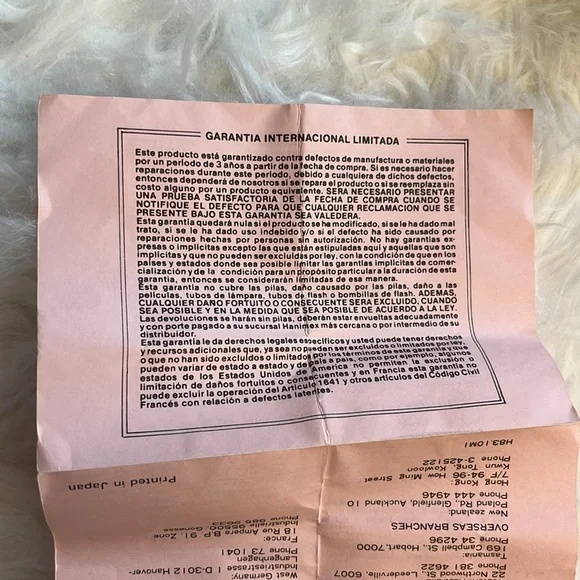 GARANTIA INTERNACIONAL LIMITADA
Este producto está garantizado contra defectos de manufactura o materiales
por un período de 3 años a partir de la fecha de compra. Si es necesario hacer
reparaciones durante este período, debido a cualquiera de dichos defectos,
entonces dependerá de nosotros si se repara el producto o si se reemplaza sin
costo alguno por un producto equivalente. SERA NECESARIO PRESENTAR
UNA PRUEBA SATISFACTORIA DE LA FECHA DE COMPRA CUANDO SE
NOTIFIQUE EL DEFECTO PARA QUE CUALQUIER RECLAMACION QUE SE
PRESENTE BAJO ESTA GARANTIA SEA VALEDERA.
Esta garantía quedará nula si el producto se ha modificado, si se le ha dado mal
trato, si se le ha dado uso indebido y/o si el defecto ha sido causado por
reparaciones hechas por personas sin autorización. No hay garantías expre-
sas o implícitas excepto las que están estipuladas aquí y aquellas que son
implícitas y que no pueden ser excluídas por ley, con la condición de que en los
países y estados donde sea posible limitar las garantías implícitas de comer-
cialización y de la condición para un propósito particular a la duración de esta
garantía, entonces se considerarán limitadas de esa manera.
Esta garantía no cubre las pilas, daño causado por las pilas, daño a las
películas, tubos de lámpara, tubos de flash o bombillas de flash. ADEMAS,
CUALQUIER DAÑO FORTUITO O CONSECUENTE SERA EXCLUIDO, CUANDO
SEA POSIBLE Y EN LA MEDIDA QUE SEA POSIBLE DE ACUERDO A LA LEY.
Las devoluciones se harán sin pilas, deberán estar envueltas adecuadamente
y con porte pagado a su sucursal Hanimex más cercana o por intermedio de su
distribuidor.
Esta garantía le da derechos legales específicos y usted puede tener derechos
y recursos adicionales que, ya sea no pueden ser excluidos o limitados por ley,
o que no han sido excluidos o limitados por los términos de esta garantía y que
pueden variar de estado a estado y de país a país, como por ejemplo, algunos
estados de los Estados Unidos de America no permiten la exclusión o
limitación de daños fortuitos o consecuentes y en Francia esta garantía no
puede excluir la operación del Artículo 1641 y otros artículos del Código Civil
Francés con relación a defectos latentes.
H83.10M1
Printed in Japan
Phone 3-425122
Kwun Tong, Kowloon
7/F 94-96 How Ming Street
Hong Kong:
Phone 444 4946
Poland Rd., Glenfield, Auckland 10
New zealand:
OVERSEAS BRANCHES
Phone 34 4296
169 Campbell St. Hobart, 7000
Tasmania:
Phone 381 4622
22 Northwood St., Leederville, 6007
Phone 865 9633
Industrielle 95500, Gonesse
18 Rue Ampere B.P. 91. Zone
France:
Phone 73 1041
Langenhagen
Industriestrasse 1 D-3012 Hanover-
West Germany: